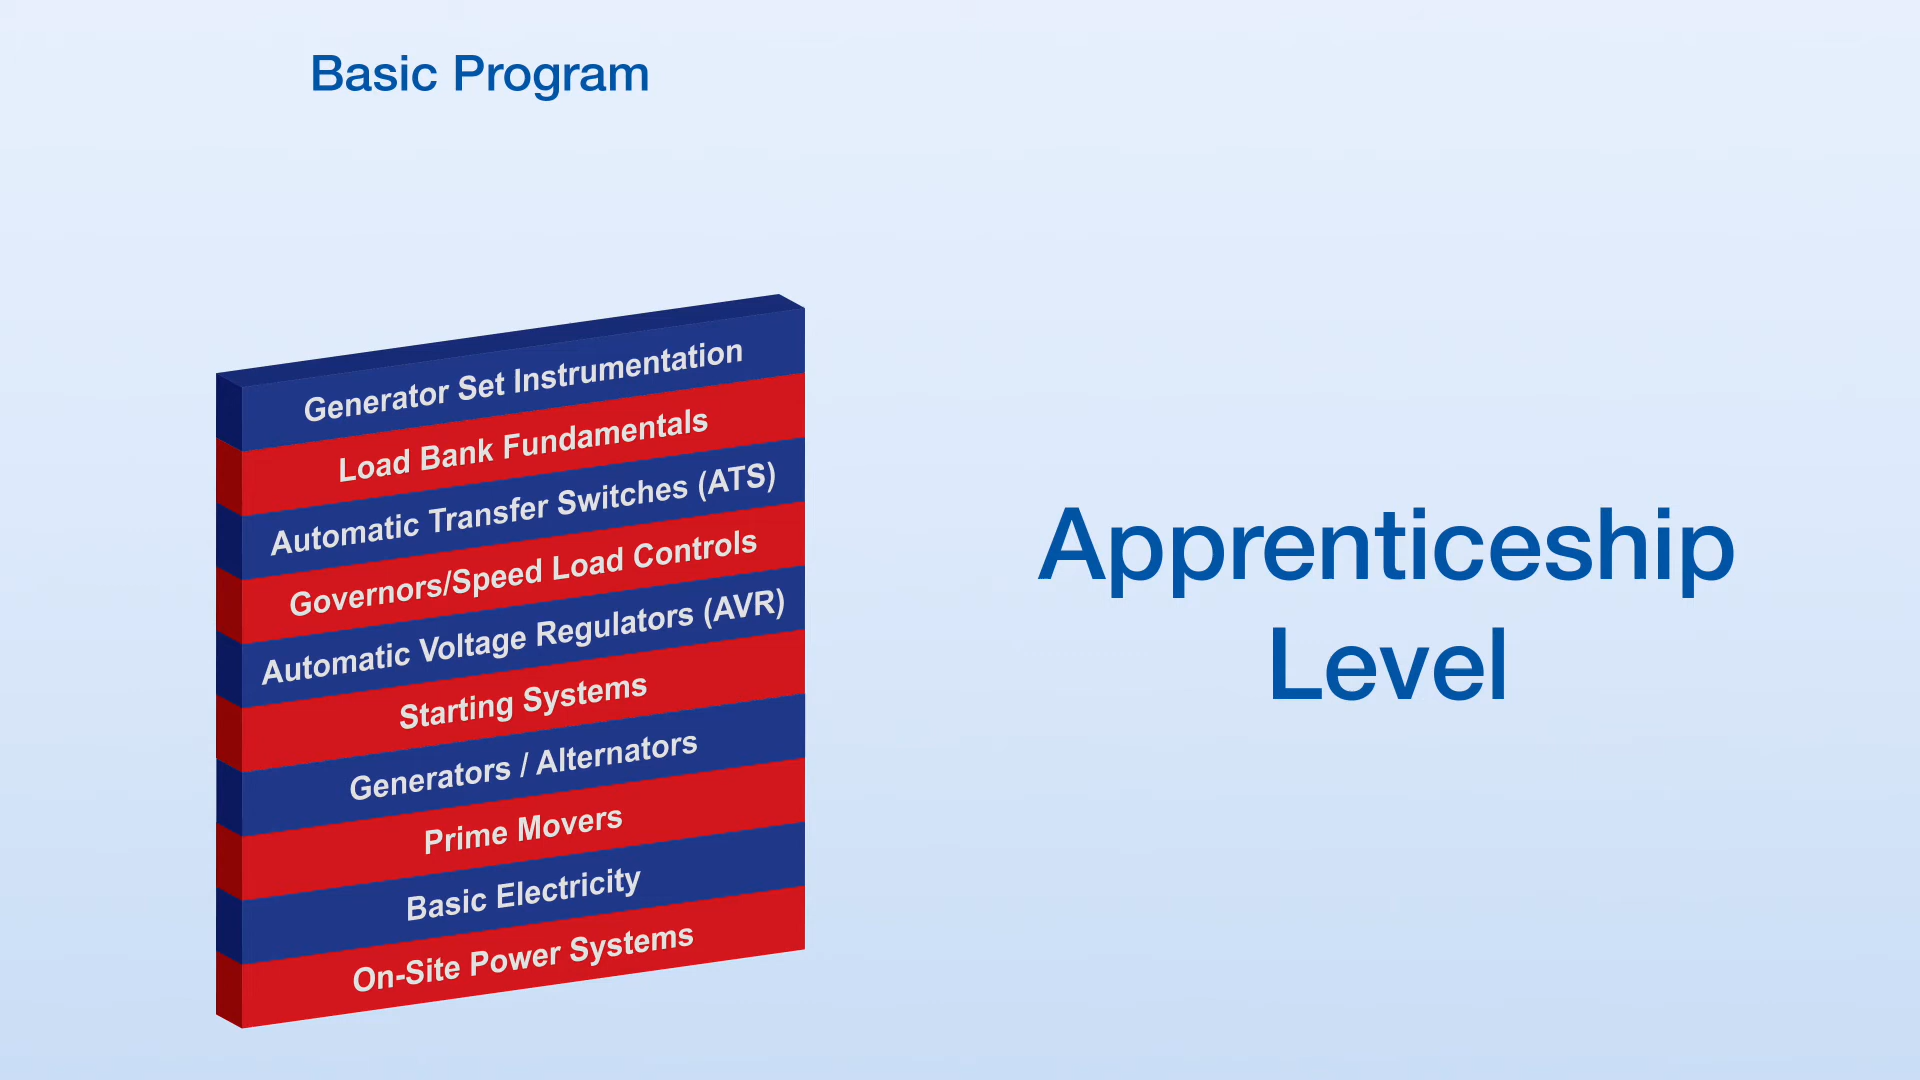 Basic Program
Generator Set Instrumentation
Load Bank Fundamentals
Automatic Transfer Switches (ATS)
Governors/Speed Load Controls
Automatic Voltage Regulators (AVR)
Starting Systems
Generators / Alternators
Prime Movers
Basic Electricity
On-Site Power Systems
Apprenticeship
Level